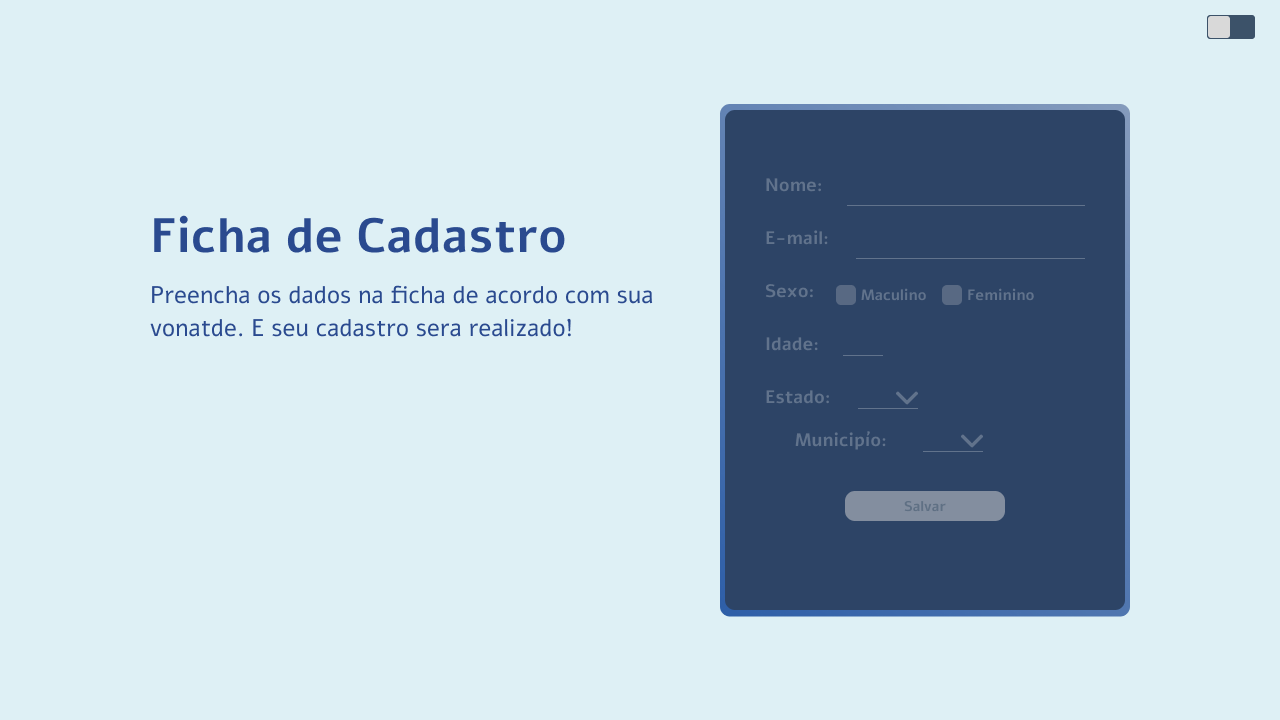 Ficha de Cadastro
Preencha os dados na ficha de acordo com sua
vonatde. E seu cadastro sera realizado!
Nome:
E-mail:
Sexo: Maculino Feminino
Idade:
Estado:
Municipío:
Salvar